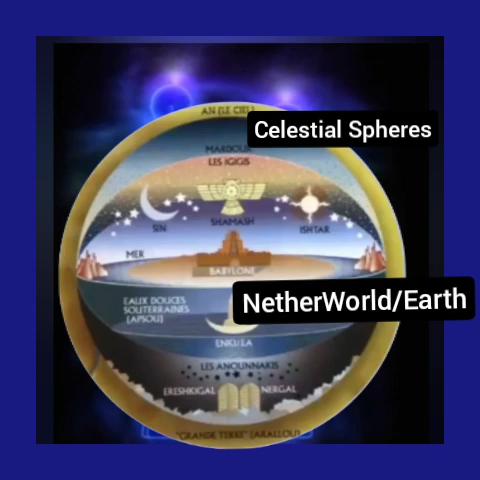 AN (LE CIEL)
Celestial Spheres
MARDOUK
LES IGIGIS
SIN
SHAMASH
ISHTAR
MER
BABYLONE
EAUX DOUCES
SOUTERRAINES
(APSOU)
NetherWorld/Earth
ENKI/EA
LES ANOUNNAKIS
ERESHKIGAL
NERGAL
"GRANDE TERRE" (ARALLOU)